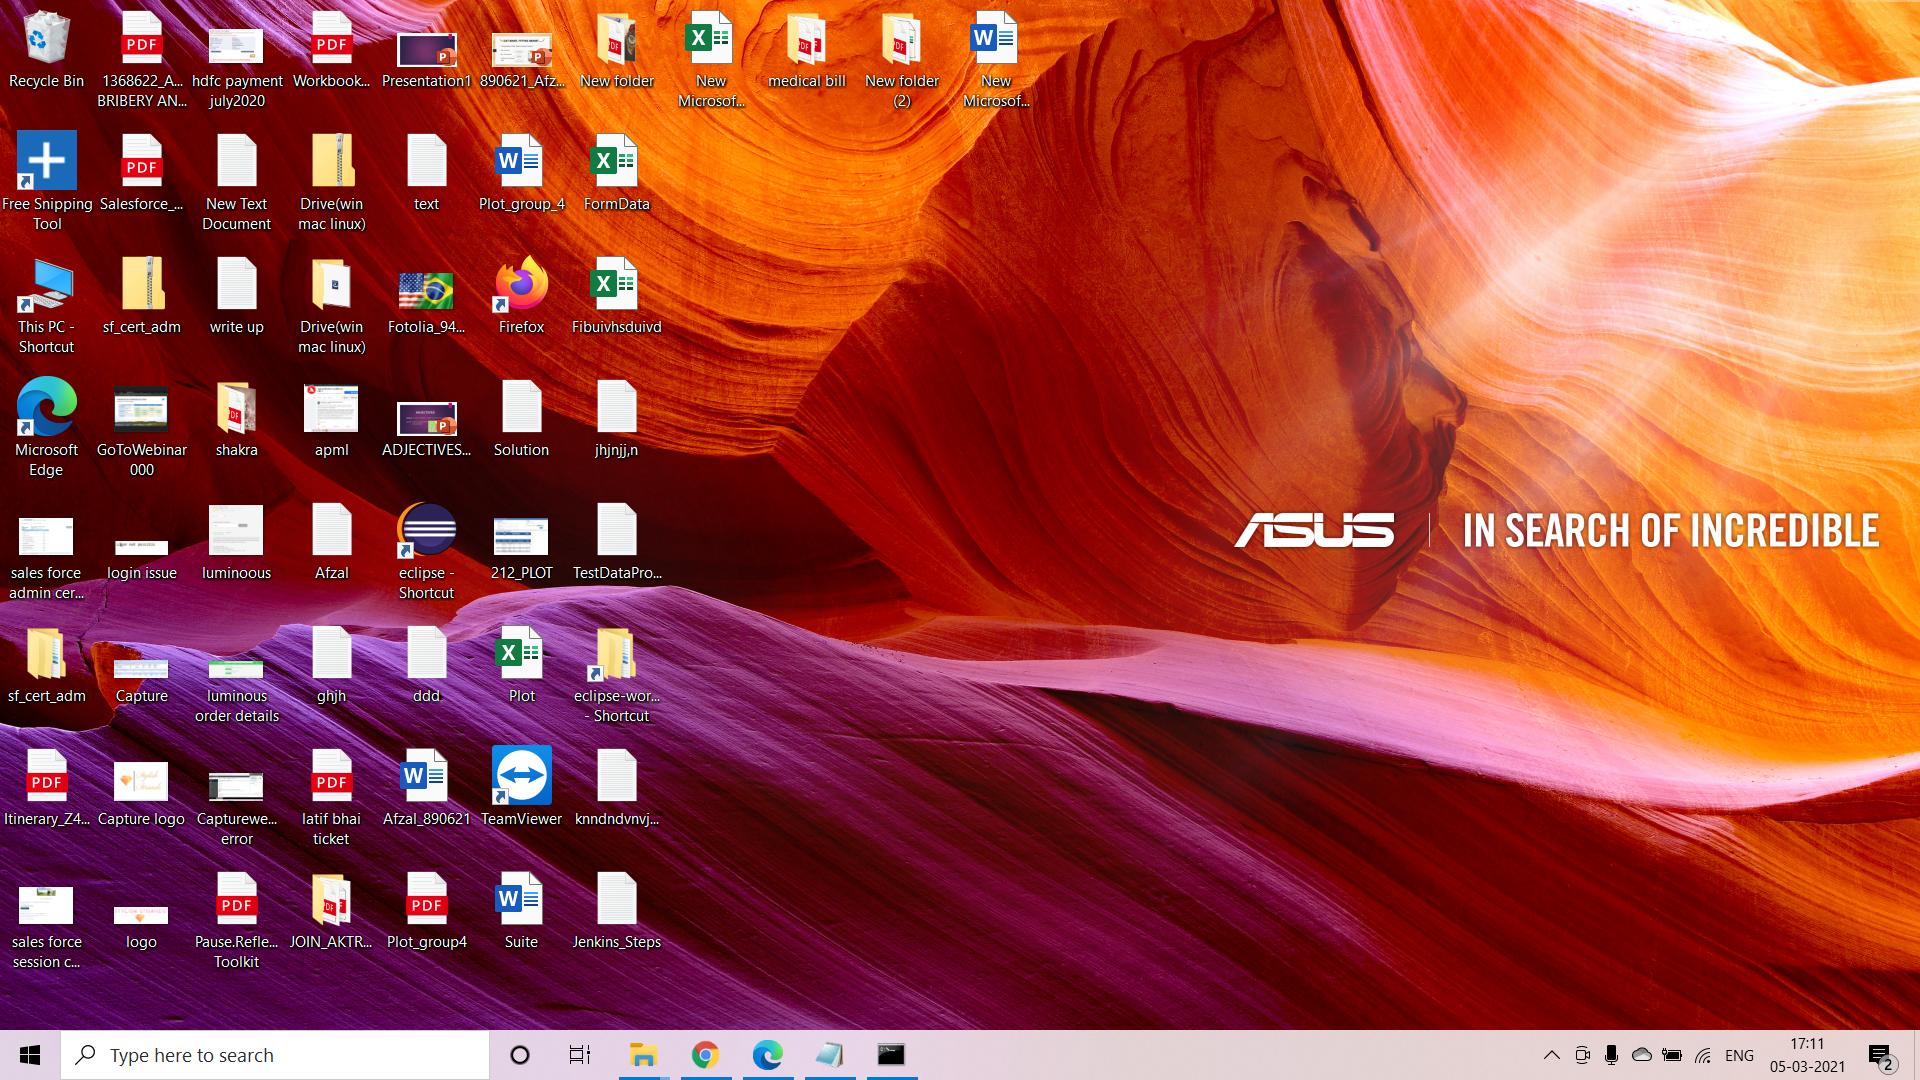 Recycle Bin
1368622_A...
BRIBERY AN...
hdfc payment
july2020
Workbook...
Presentation1
890621_Afz...
New folder
New
Microsof...
medical bill
New folder
(2)
New
Microsof...
Free Snipping
Tool
Salesforce_...
New Text
Document
Drive(win
mac linux)
text
Plot_group_4
FormData
This PC -
Shortcut
sf_cert_adm
write up
Drive(win
mac linux)
Fotolia_94...
Firefox
Fibuivhsduivd
Microsoft
Edge
GoToWebinar
000
shakra
apml
ADJECTIVES...
Solution
jhjnjj,n
sales force
admin cer...
login issue
luminoous
Afzal
eclipse -
Shortcut
212_PLOT
TestDataPro...
ASUS
IN SEARCH OF INCREDIBLE
sf_cert_adm
Capture
luminous
order details
ghjh
ddd
Plot
eclipse-wor...
- Shortcut
Itinerary_Z4...
Capture logo
Capturewe...
error
latif bhai
ticket
Afzal_890621
TeamViewer
knndndvnvj...
sales force
session c...
logo
Pause.Refle...
Toolkit
JOIN_AKTR...
Plot_group4
Suite
Jenkins_Steps
Type here to search
ENG
17:11
05-03-2021
2